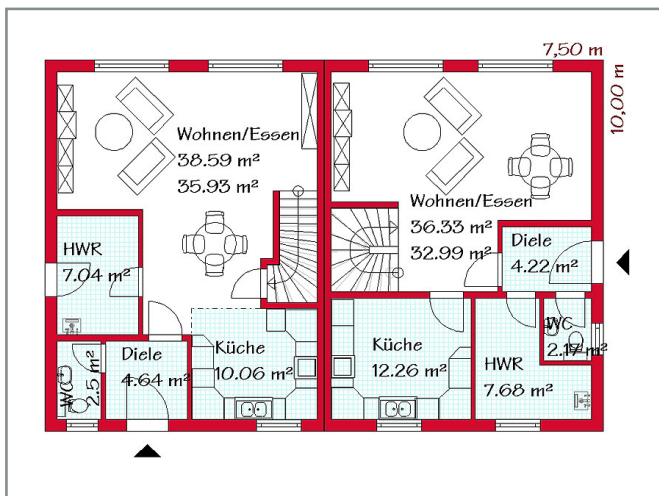 7,50 m
10,00 m
Wohnen/Essen
38.59 m²
35.93 m²
HWR
7.04 m²
WC
2.5 m²
Diele
4.64 m²
Küche
10.06 m²
Wohnen/Essen
36.33 m²
32.99 m²
Diele
4.22 m²
Küche
12.26 m²
HWR
7.68 m²
WC
2.17 m²